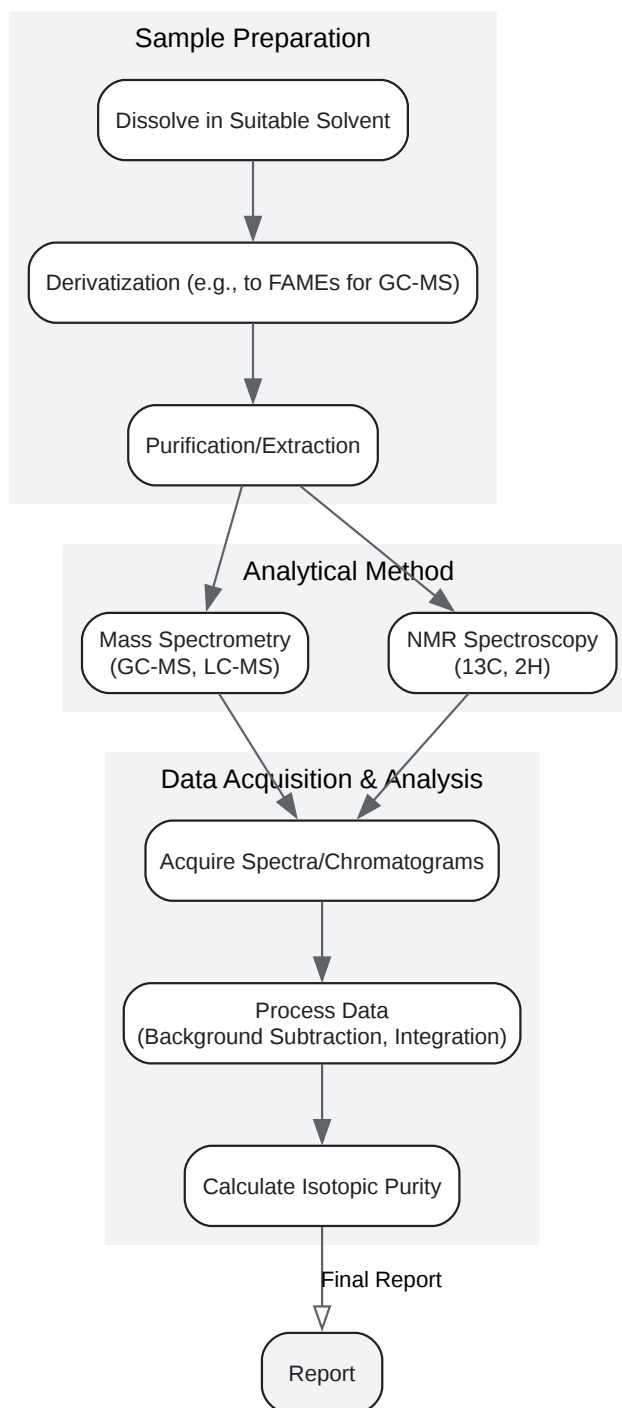 Sample Preparation
Dissolve in Suitable Solvent
Derivatization (e.g., to FAMEs for GC-MS)
Purification/Extraction
Analytical Method
Mass Spectrometry
(GC-MS, LC-MS)
NMR Spectroscopy
(13C, 2H)
Data Acquisition & Analysis
Acquire Spectra/Chromatograms
Process Data
(Background Subtraction, Integration)
Calculate Isotopic Purity
Final Report
Report